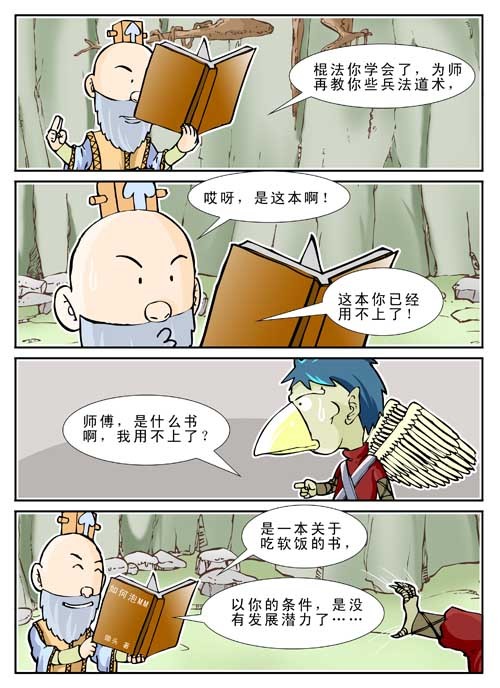 棍法你学会了，为师
再教你些兵法道术，
哎呀，是这本啊！
这本你已经
用不上了！
师傅，是什么书
啊，我用不上了？
是一本关于
吃软饭的书，
如何泡MM
锄头 著
以你的条件，是没
有发展潜力了……